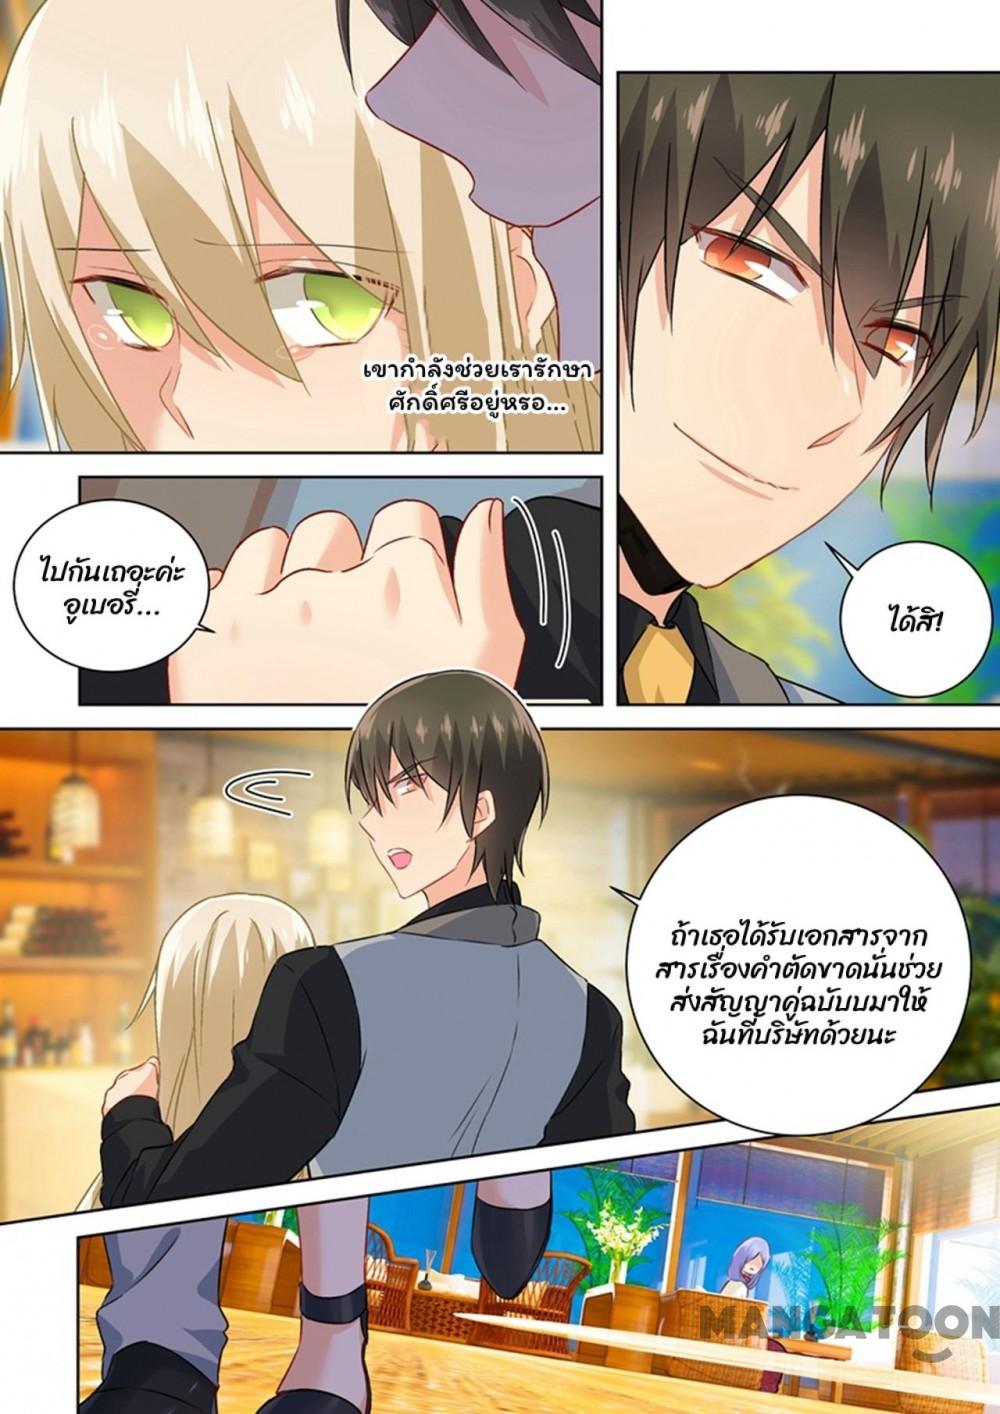 เขากำลังช่วยเรารักษา
ศักดิ์ศรีอยู่หรอ...
ได้สิ!
ไปกันเถอะค่ะ
อูเบอรี่...
ถ้าเธอได้รับเอกสารจาก
สารเรื่องคำตัดขาดนั่นช่วย
ส่งสัญญาคู่ฉบับบมาให้
ฉันที่บริษัทด้วยนะ
MANGATOON